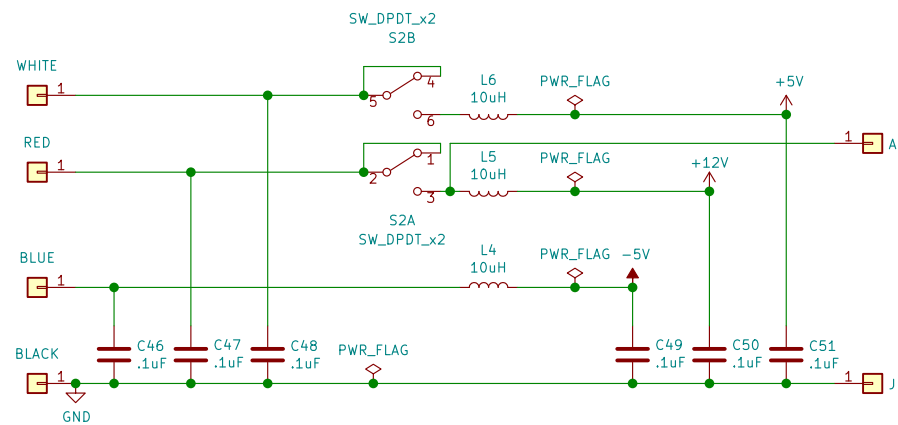 SW_DPDT_x2
S2B
WHITE
1
5
4
6
L6
10uH
PWR_FLAG
+5V
RED
1
2
1
3
L5
10uH
PWR_FLAG
+12V
1
A
S2A
SW_DPDT_x2
BLUE
1
L4
10uH
PWR_FLAG
-5V
BLACK
1
GND
C46
.1uF
C47
.1uF
C48
.1uF
PWR_FLAG
C49
.1uF
C50
.1uF
C51
.1uF
1
J